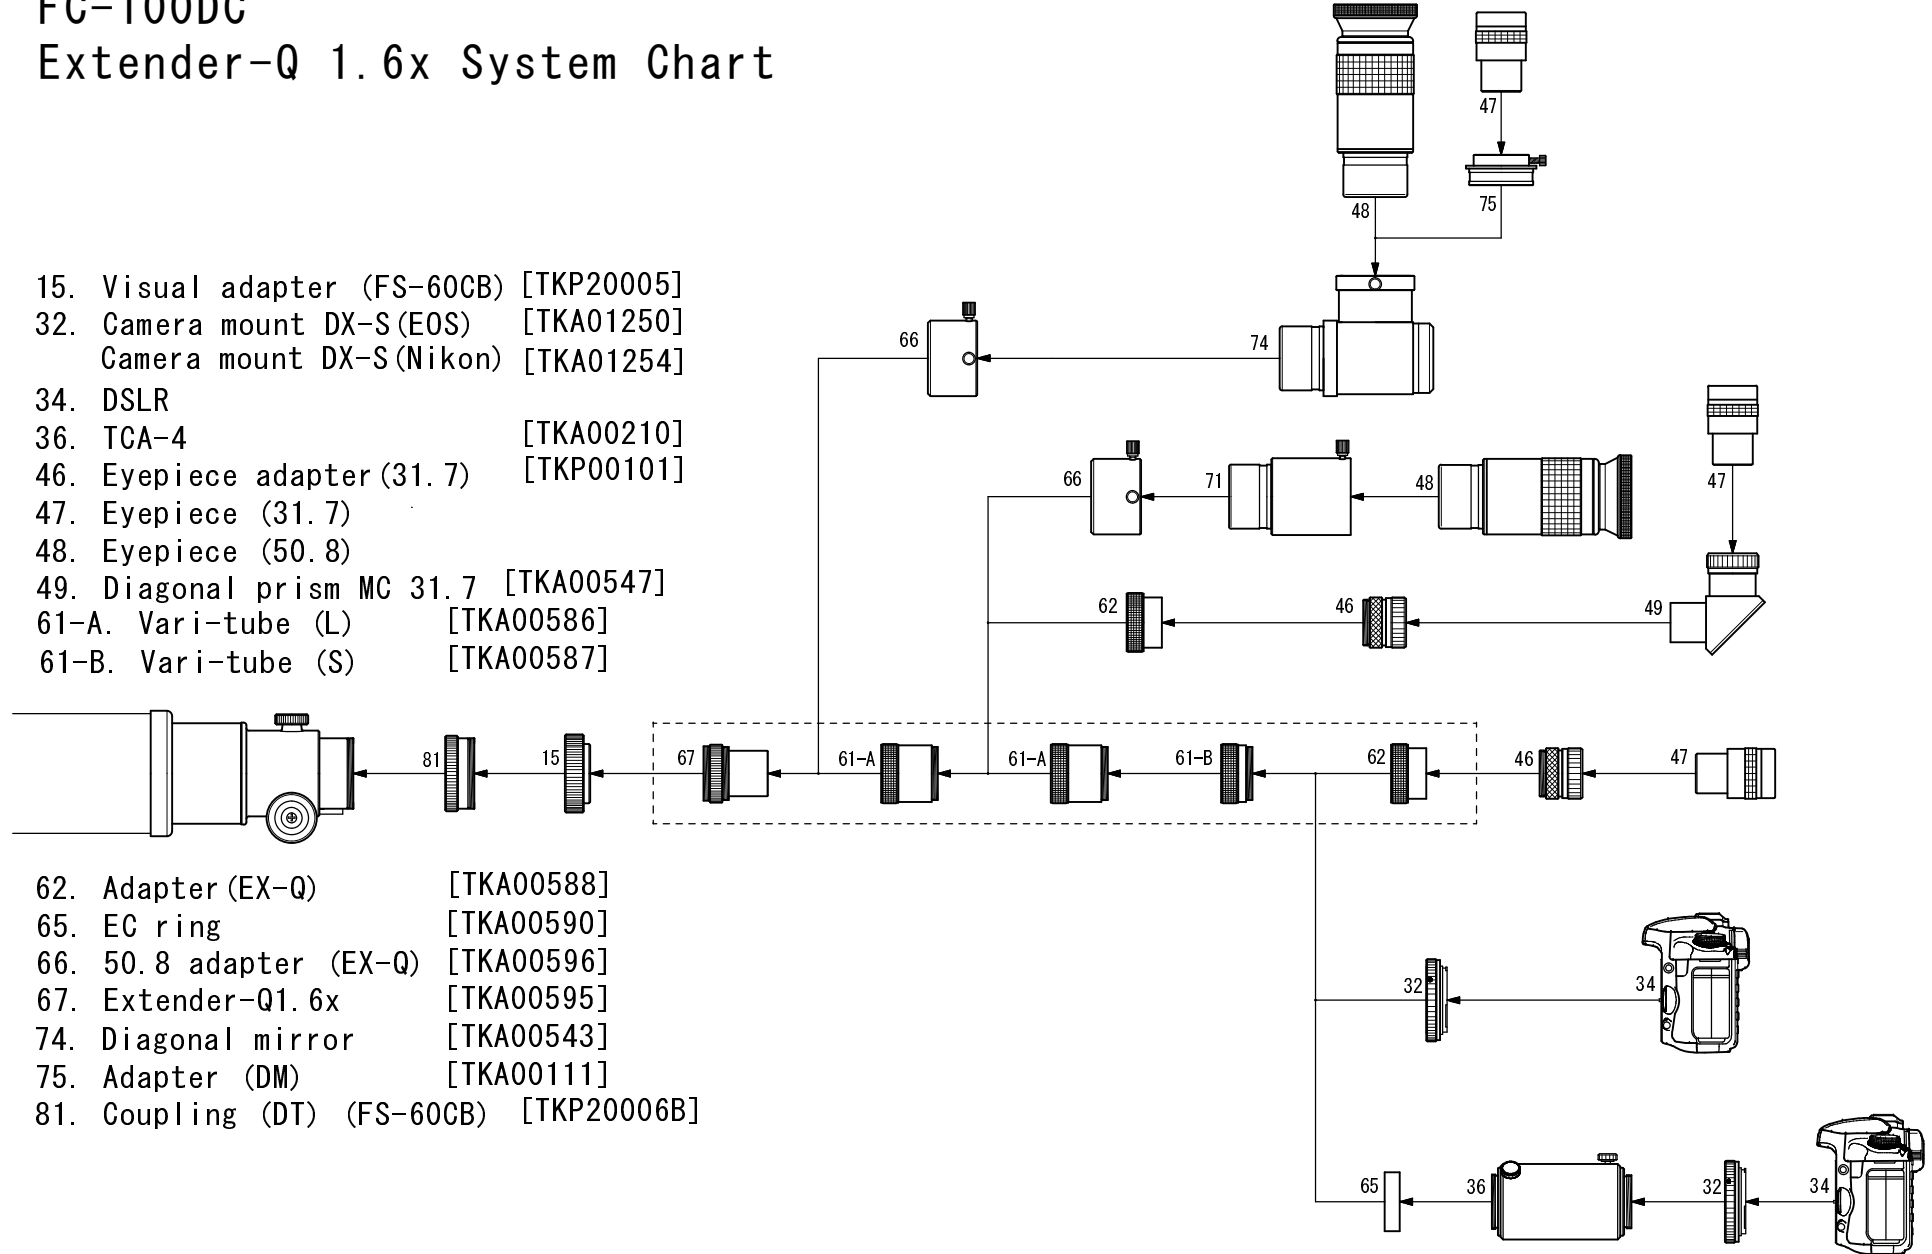 FC-100DC
Extender-Q 1.6x System Chart
15. Visual adapter (FS-60CB) [TKP20005]
32. Camera mount DX-S(EOS) [TKA01250]
Camera mount DX-S(Nikon) [TKA01254]
34. DSLR
36. TCA-4 [TKA00210]
46. Eyepiece adapter(31.7) [TKP00101]
47. Eyepiece (31.7)
48. Eyepiece (50.8)
49. Diagonal prism MC 31.7 [TKA00547]
61-A. Vari-tube (L) [TKA00586]
61-B. Vari-tube (S) [TKA00587]
47
48
75
66
74
66
71
48
47
62
46
49
81
15
67
61-A
61-A
61-B
62
46
47
62. Adapter(EX-Q) [TKA00588]
65. EC ring [TKA00590]
66. 50.8 adapter (EX-Q) [TKA00596]
67. Extender-Q1.6x [TKA00595]
74. Diagonal mirror [TKA00543]
75. Adapter (DM) [TKA00111]
81. Coupling (DT) (FS-60CB) [TKP20006B]
32
34
65
36
32
34